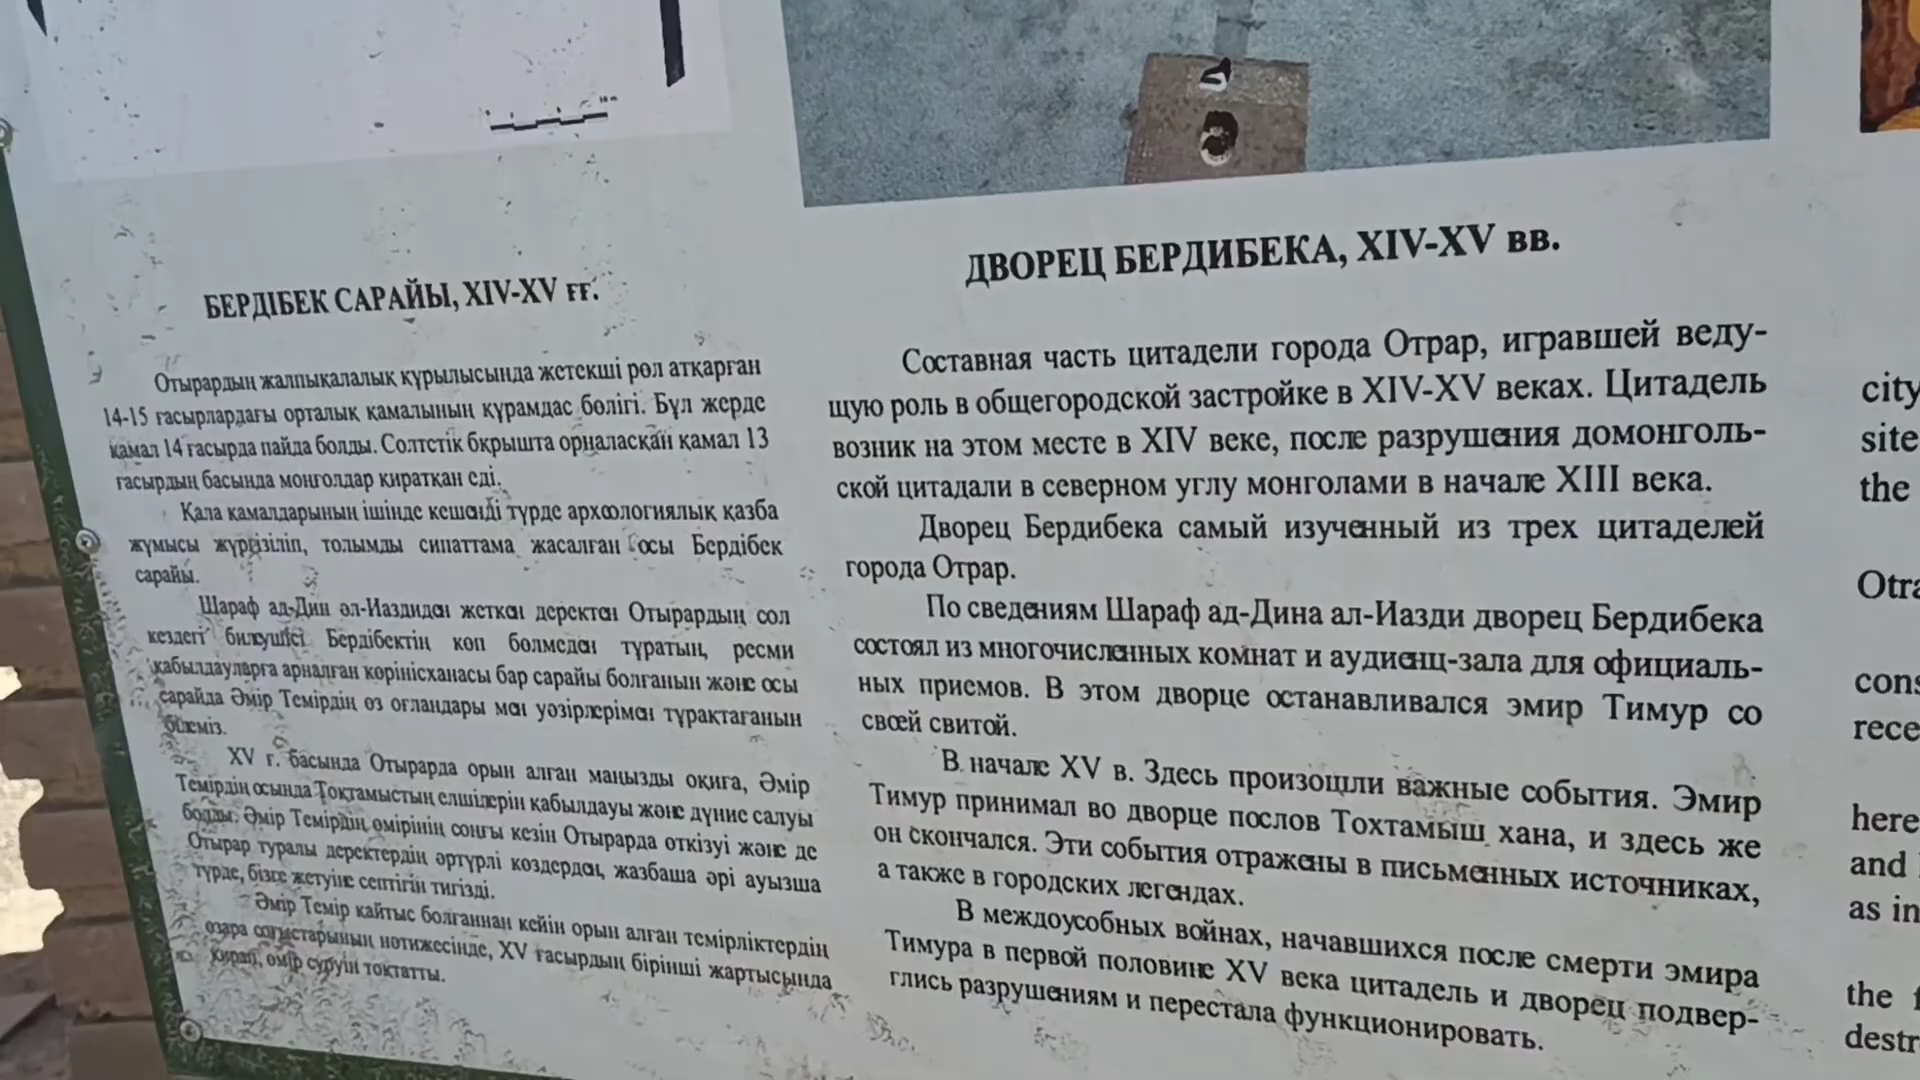 БЕРДІБЕК САРАЙЫ, XIV-XV ғғ.
Отырардың жалпықалалық құрылысында жетекші рөл атқарған
14-15 ғасырлардағы орталық қамалының құрамдас бөлігі. Бұл жерде
қамал 14 ғасырда пайда болды. Солтстік бқрышта орналасқан қамал 13
ғасырдың басында моңғолдар қиратқан еді.
Қала қамалдарының ішінде кешенді түрде археологиялық қазба
жұмысы жүргізіліп, толымды сипаттама жасалған осы Бердібек
сарайы.
Шараф ад-Дин әл-Иаздиден жеткен деректен Отырардың сол
кездегі билеушісі Бердібектің көп бөлмеден тұратын, ресми
қабылдауларға арналған көрінісханасы бар сарайы болғанын және осы
сарайда Әмір Темірдің өз оғландары мен уәзірлерімен тұрақтағанын
білеміз.
XV ғ. басында Отырарда орын алған маңызды оқиға, Әмір
Темірдің осында Тоқтамыстың елшілерін қабылдауы және дүние салуы
болды. Әмір Темірдің өмірінің соңғы кезін Отырарда өткізуі және де
Отырар туралы деректердің әртүрлі көздерден, жазбаша әрі ауызша
түрде, бізге жетуіне септігін тигізді.
Әмір Темір қайтыс болғаннан кейін орын алған темірліктердің
өзара соғыстарының нәтижесінде, XV ғасырдың бірінші жартысында
қирап, өмір сүруін тоқтатты.
ДВОРЕЦ БЕРДИБЕКА, XIV-XV вв.
Составная часть цитадели города Отрар, игравшей веду-
щую роль в общегородской застройке в XIV-XV веках. Цитадель
возник на этом месте в XIV веке, после разрушения домонголь-
ской цитадали в северном углу монголами в начале XIII века.
Дворец Бердибека самый изученный из трех цитаделей
города Отрар.
По сведениям Шараф ад-Дина ал-Иазди дворец Бердибека
состоял из многочисленных комнат и аудиенц-зала для официаль-
ных приемов. В этом дворце останавливался эмир Тимур со
своей свитой.
В начале XV в. Здесь произошли важные события. Эмир
Тимур принимал во дворце послов Тохтамыш хана, и здесь же
он скончался. Эти события отражены в письменных источниках,
а также в городских легендах.
В междоусобных войнах, начавшихся после смерти эмира
Тимура в первой половине XV века цитадель и дворец подвер-
глись разрушениям и перестала функционировать.
city
site
the
Otra
cons
rece
here
and
as in
the f
destr